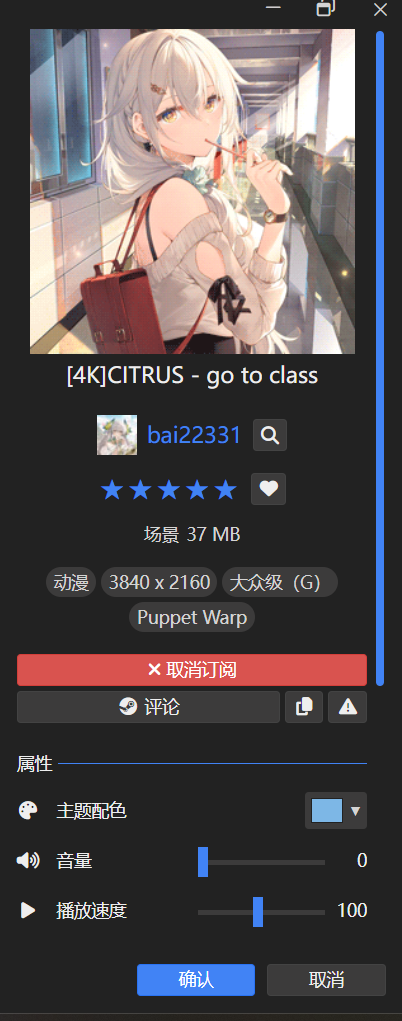 [4K]CITRUS - go to class
bai22331
场景 37 MB
动漫 3840 x 2160 大众级（G）
Puppet Warp
取消订阅
评论
属性
主题配色
音量 0
播放速度 100
确认 取消